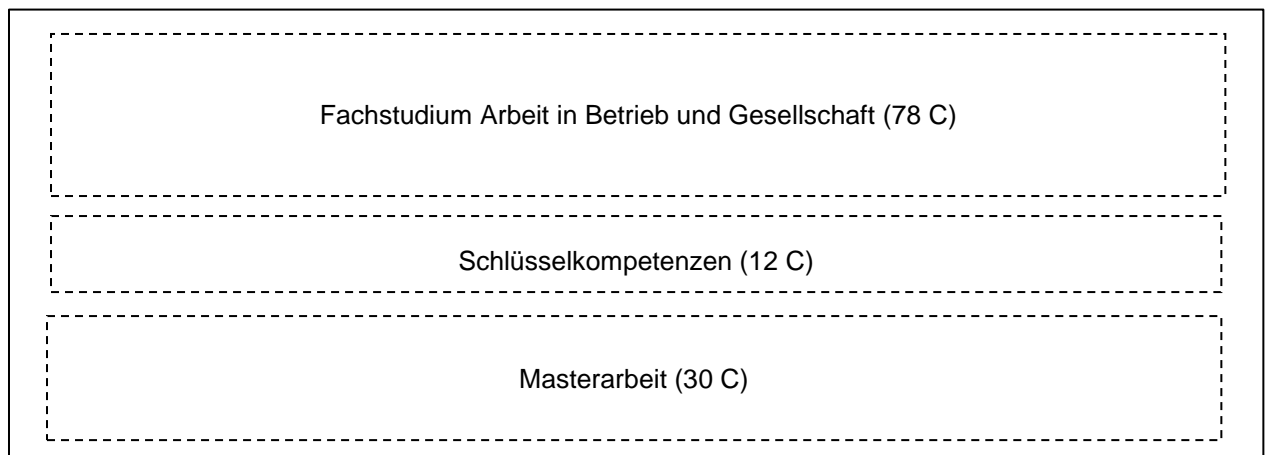 Fachstudium Arbeit in Betrieb und Gesellschaft (78 C)
Schlüsselkompetenzen (12 C)
Masterarbeit (30 C)